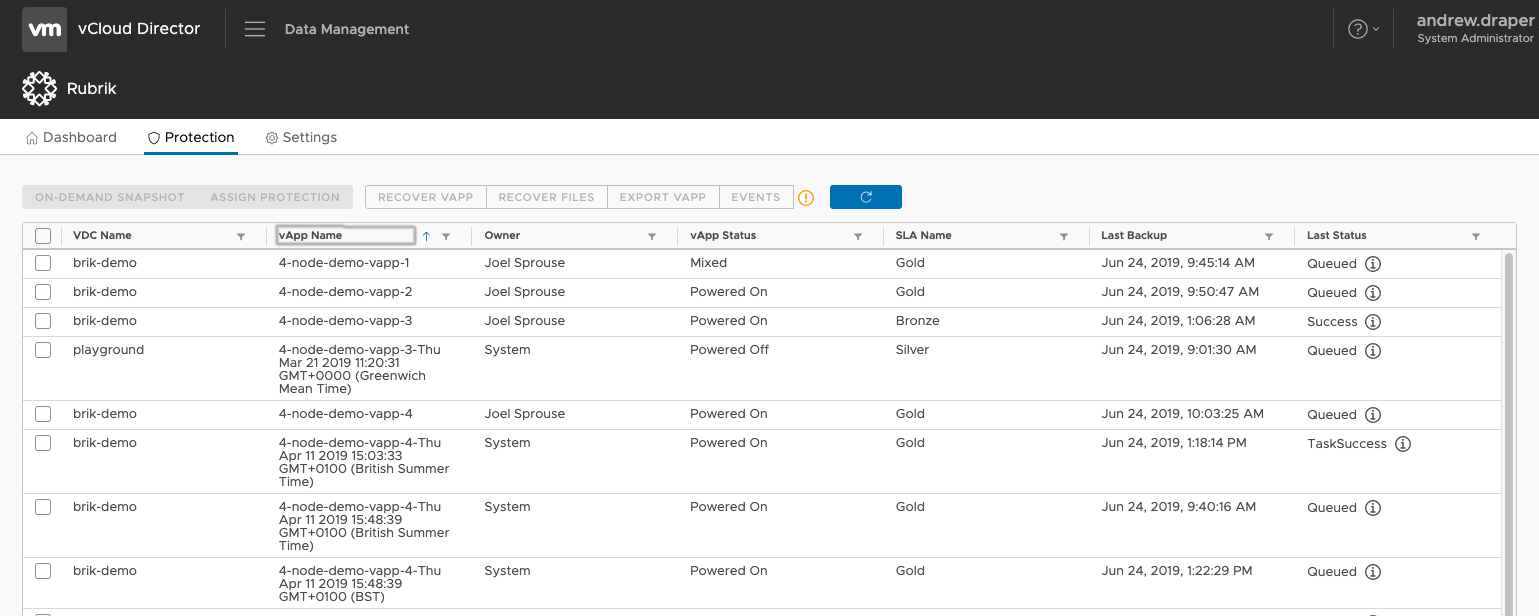 vm vCloud Director Data Management andrew.draper
System Administrator
Rubrik
Dashboard Protection Settings
ON-DEMAND SNAPSHOT ASSIGN PROTECTION RECOVER VAPP RECOVER FILES EXPORT VAPP EVENTS
VDC Name vApp Name Owner vApp Status SLA Name Last Backup Last Status
brik-demo 4-node-demo-vapp-1 Joel Sprouse Mixed Gold Jun 24, 2019, 9:45:14 AM Queued
brik-demo 4-node-demo-vapp-2 Joel Sprouse Powered On Gold Jun 24, 2019, 9:50:47 AM Queued
brik-demo 4-node-demo-vapp-3 Joel Sprouse Powered On Bronze Jun 24, 2019, 1:06:28 AM Success
playground 4-node-demo-vapp-3-Thu System Powered Off Silver Jun 24, 2019, 9:01:30 AM Queued
Mar 21 2019 11:20:31
GMT+0000 (Greenwich
Mean Time)
brik-demo 4-node-demo-vapp-4 Joel Sprouse Powered On Gold Jun 24, 2019, 10:03:25 AM Queued
brik-demo 4-node-demo-vapp-4-Thu System Powered On Gold Jun 24, 2019, 1:18:14 PM TaskSuccess
Apr 11 2019 15:03:33
GMT+0100 (British Summer
Time)
brik-demo 4-node-demo-vapp-4-Thu System Powered On Gold Jun 24, 2019, 9:40:16 AM Queued
Apr 11 2019 15:48:39
GMT+0100 (British Summer
Time)
brik-demo 4-node-demo-vapp-4-Thu System Powered On Gold Jun 24, 2019, 1:22:29 PM Queued
Apr 11 2019 15:48:39
GMT+0100 (BST)